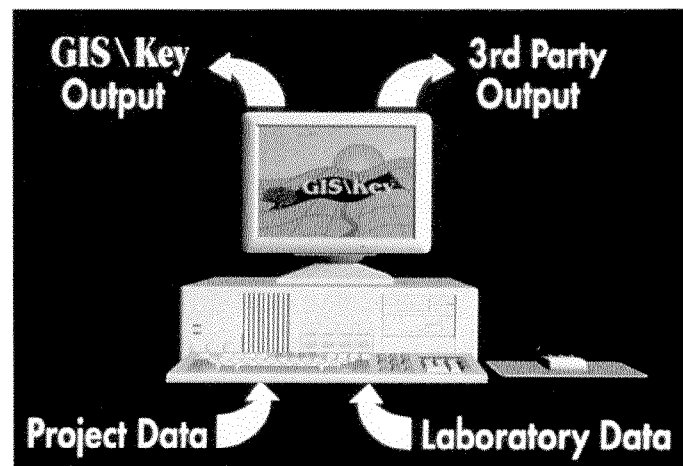 GIS\Key
Output
3rd Party
Output
GIS\Key
Project Data
Laboratory Data